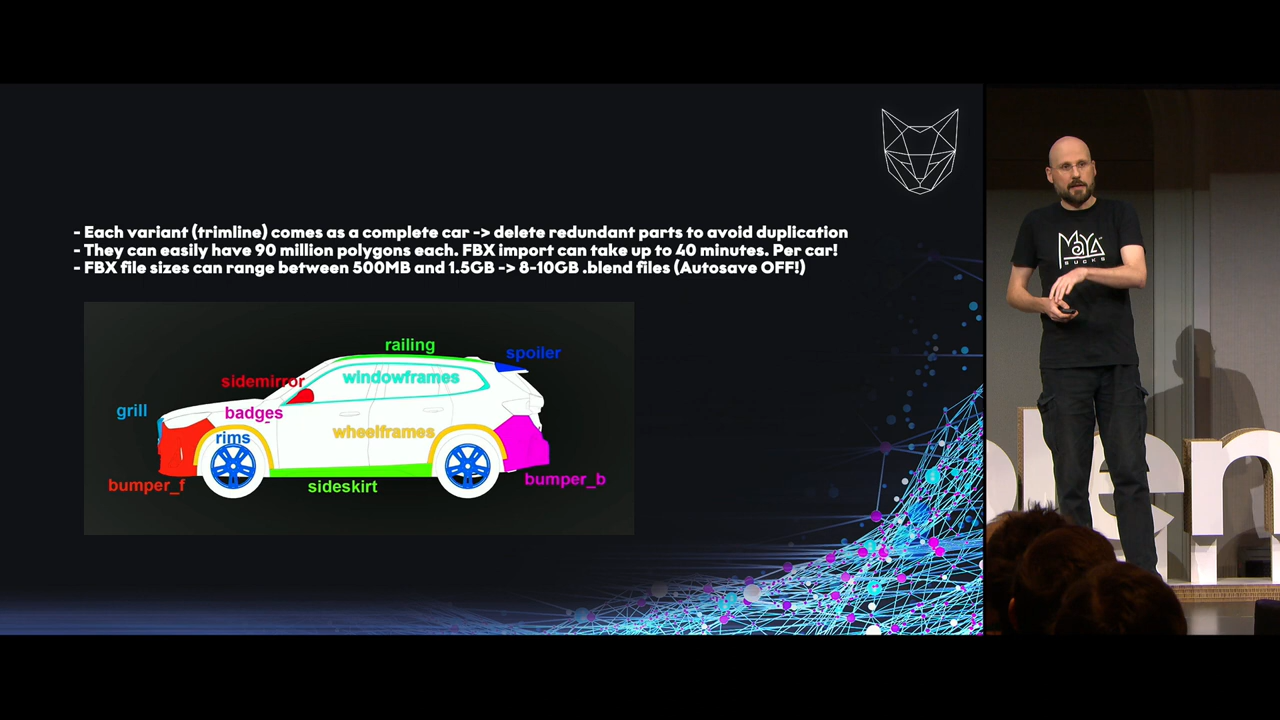 - Each variant (trimline) comes as a complete car -> delete redundant parts to avoid duplication
- They can easily have 90 million polygons each. FBX import can take up to 40 minutes. Per car!
- FBX file sizes can range between 500MB and 1.5GB -> 8-10GB .blend files (Autosave OFF!)
railing
spoiler
windowframes
sidemirror
grill
badges
wheelframes
rims
bumper_f
sideskirt
bumper_b
MAYA
SUCKS
len